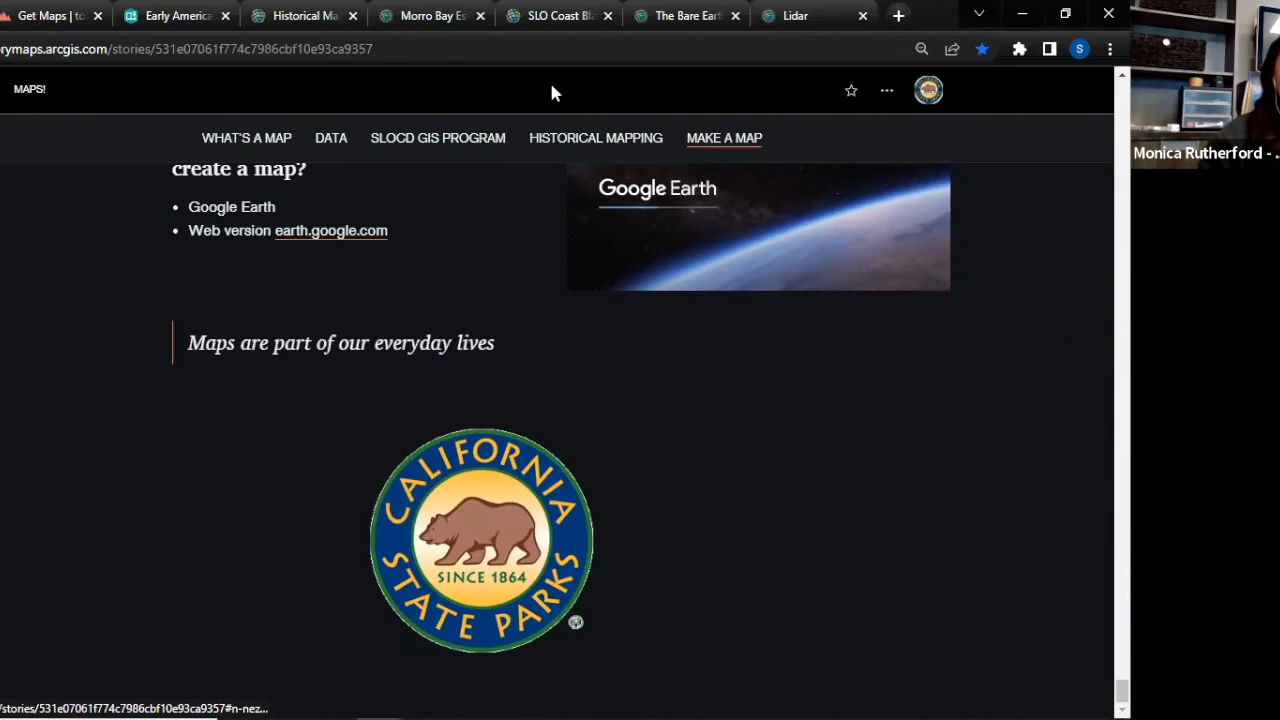 Get Maps | to
Early America
Historical Ma
Morro Bay Es
SLO Coast Bl
The Bare Eart
Lidar
rymaps.arcgis.com/stories/531e07061f774c7986cbf10e93ca9357
S
MAPS!
WHAT'S A MAP
DATA
SLOCD GIS PROGRAM
HISTORICAL MAPPING
MAKE A MAP
create a map?
Google Earth
Web version earth.google.com
Google Earth
Maps are part of our everyday lives
CALIFORNIA
SINCE 1864
STATE PARKS
Monica Rutherford -
/stories/531e07061f774c7986cbf10e93ca9357#n-nez...